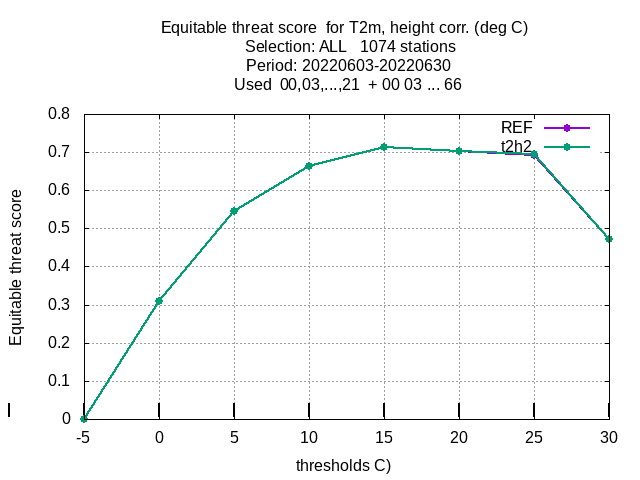 Equitable threat score  for T2m, height corr. (deg C)
Selection: ALL   1074 stations
Period: 20220603-20220630
Used  00,03,...,21  + 00 03 ... 66
REF
t2h2
0.8
0.7
0.6
0.5
0.4
0.3
0.2
0.1
0
Equitable threat score
-5 0 5 10 15 20 25 30
thresholds C)